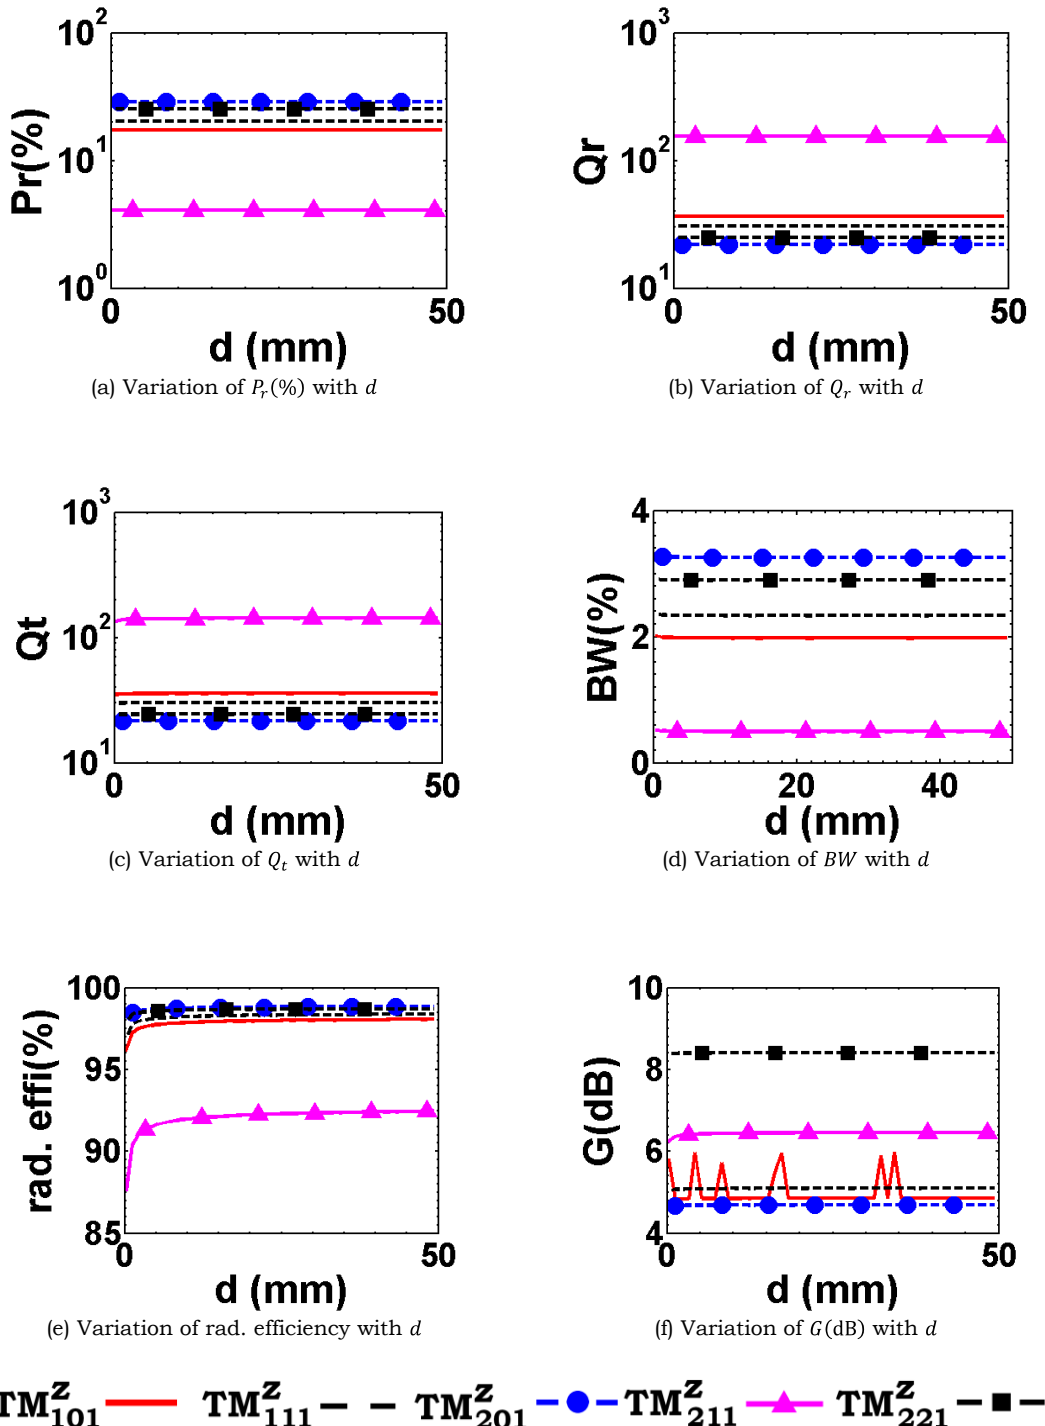 10^2 10^3
Pr(%) 10^1 Qr 10^2
10^0 10^1
0 50 0 50
d (mm) d (mm)
(a) Variation of P_r(%) with d (b) Variation of Q_r with d
10^3 4
Qt 10^2 BW(%) 2
10^1 0
0 50 0 20 40
d (mm) d (mm)
(c) Variation of Q_t with d (d) Variation of BW with d
100 10
95 8
rad. effi(%) G(dB)
90 6
85 4
0 50 0 50
d (mm) d (mm)
(e) Variation of rad. efficiency with d (f) Variation of G(dB) with d
TM^z_101 TM^z_111 TM^z_201 TM^z_211 TM^z_221